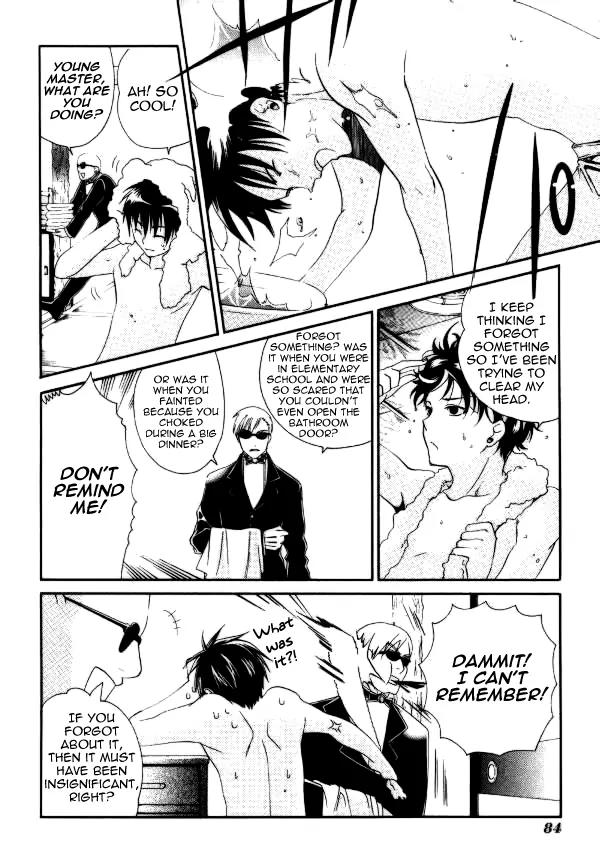 AH! SO
COOL!
YOUNG
MASTER,
WHAT ARE
YOU
DOING?
I KEEP
THINKING I
FORGOT
SOMETHING
SO I'VE BEEN
TRYING TO
CLEAR MY
HEAD.
FORGOT
SOMETHING? WAS
IT WHEN YOU WERE
IN ELEMENTARY
SCHOOL AND WERE
SO SCARED THAT
YOU COULDN'T
EVEN OPEN THE
BATHROOM
DOOR?
OR WAS IT
WHEN YOU
FAINTED
BECAUSE YOU
CHOKED
DURING A BIG
DINNER?
DON'T
REMIND
ME!
DAMMIT!
I CAN'T
REMEMBER!
What
was
it?!
IF YOU
FORGOT
ABOUT IT,
THEN IT MUST
HAVE BEEN
INSIGNIFICANT,
RIGHT?
84